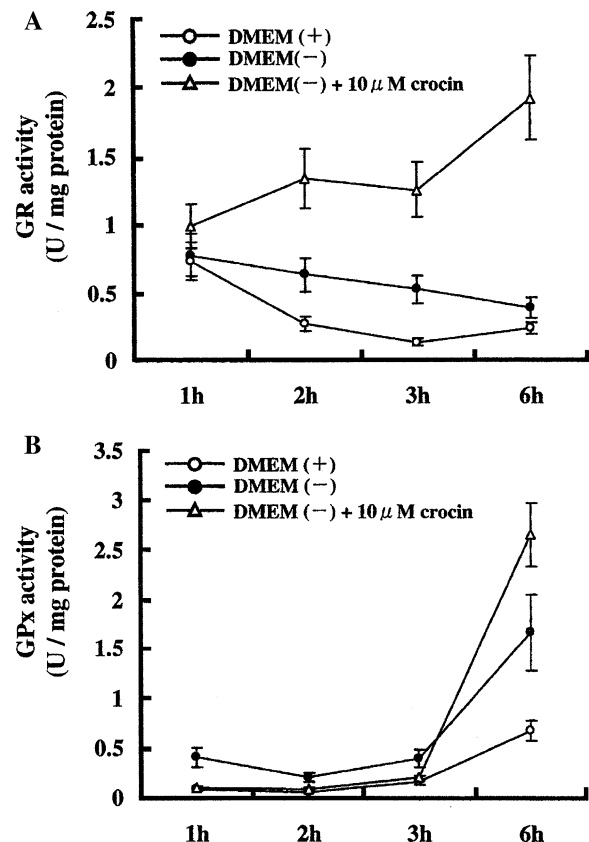 A
GR activity
(U / mg protein)
2.5
2
1.5
1
0.5
0
DMEM (+)
DMEM(−)
DMEM(−) + 10 μ M crocin
1h 2h 3h 6h
B
GPx activity
(U / mg protein)
3.5
3
2.5
2
1.5
1
0.5
0
DMEM (+)
DMEM (−)
DMEM (−) + 10 μ M crocin
1h 2h 3h 6h